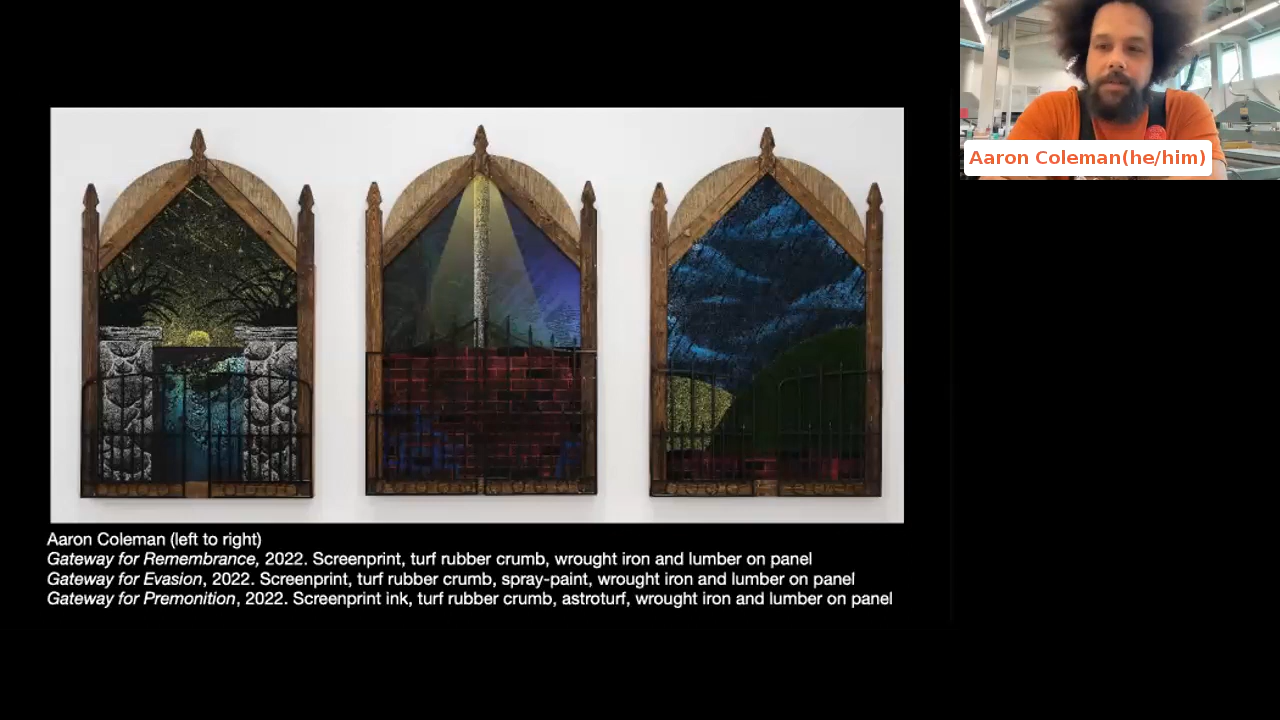 Aaron Coleman(he/him)
Aaron Coleman (left to right)
Gateway for Remembrance, 2022. Screenprint, turf rubber crumb, wrought iron and lumber on panel
Gateway for Evasion, 2022. Screenprint, turf rubber crumb, spray-paint, wrought iron and lumber on panel
Gateway for Premonition, 2022. Screenprint ink, turf rubber crumb, astroturf, wrought iron and lumber on panel